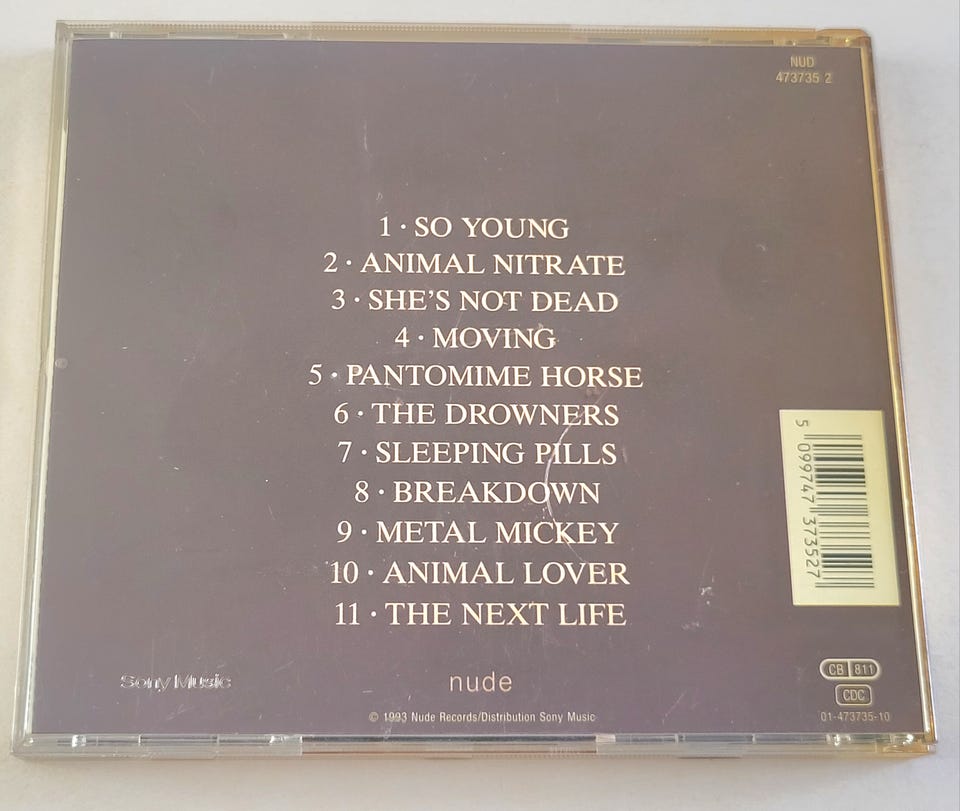 NUD
473735 2
1 · SO YOUNG
2 · ANIMAL NITRATE
3 · SHE'S NOT DEAD
4 · MOVING
5 · PANTOMIME HORSE
6 · THE DROWNERS
7 · SLEEPING PILLS
8 · BREAKDOWN
9 · METAL MICKEY
10 · ANIMAL LOVER
11 · THE NEXT LIFE
5 099747 373527
Sony Music
nude
© 1993 Nude Records/Distribution Sony Music
CB 811
CDC
01-473735-10